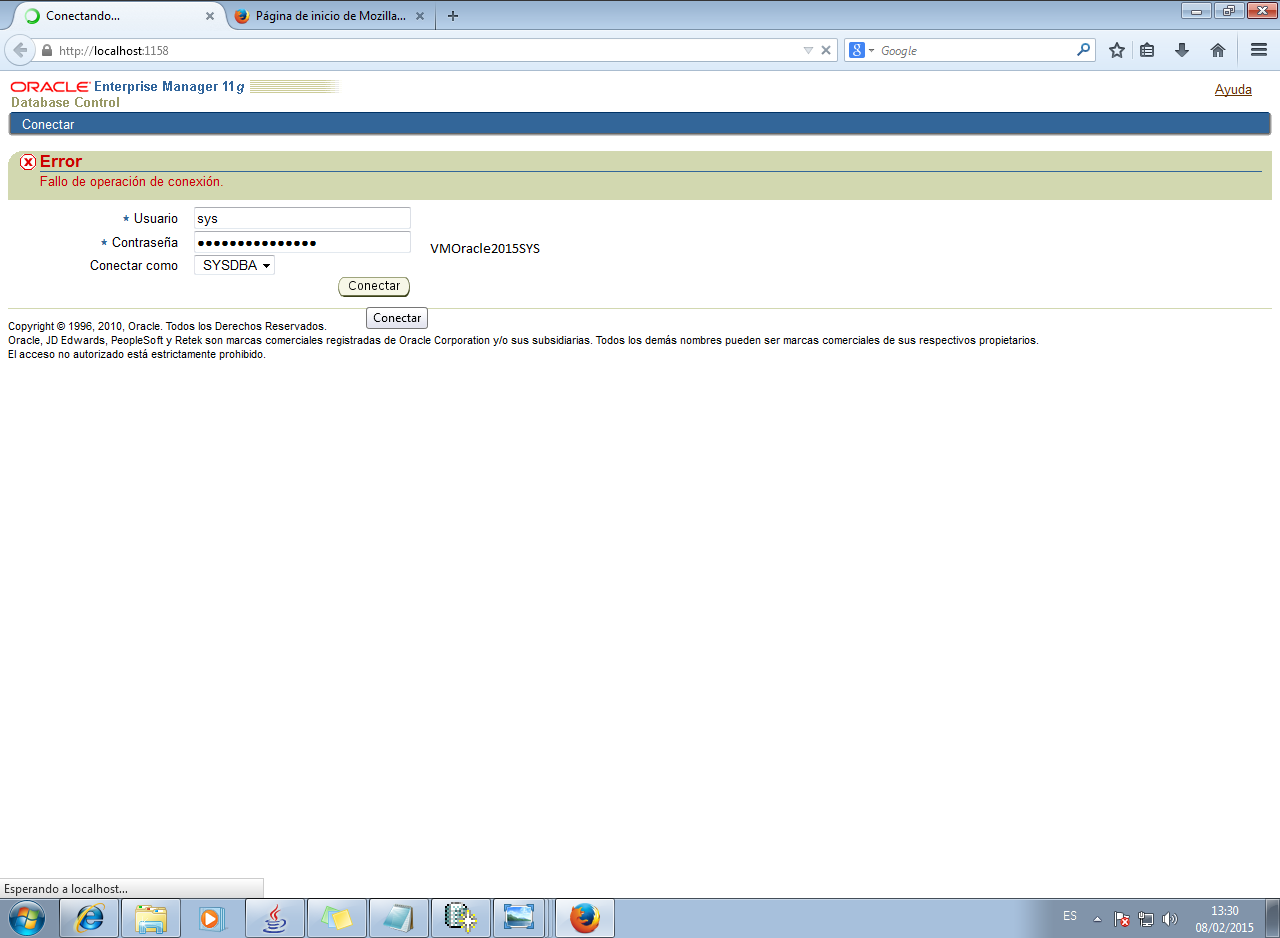 Conectando...
Página de inicio de Mozilla...
http://localhost:1158
Google
ORACLE Enterprise Manager 11g
Database Control
Ayuda
Conectar
Error
Fallo de operación de conexión.
* Usuario sys
* Contraseña •••••••••••••••
VMOracle2015SYS
Conectar como SYSDBA
Conectar
Conectar
Copyright © 1996, 2010, Oracle. Todos los Derechos Reservados.
Oracle, JD Edwards, PeopleSoft y Retek son marcas comerciales registradas de Oracle Corporation y/o sus subsidiarias. Todos los demás nombres pueden ser marcas comerciales de sus respectivos propietarios.
El acceso no autorizado está estrictamente prohibido.
Esperando a localhost...
ES
13:30
08/02/2015